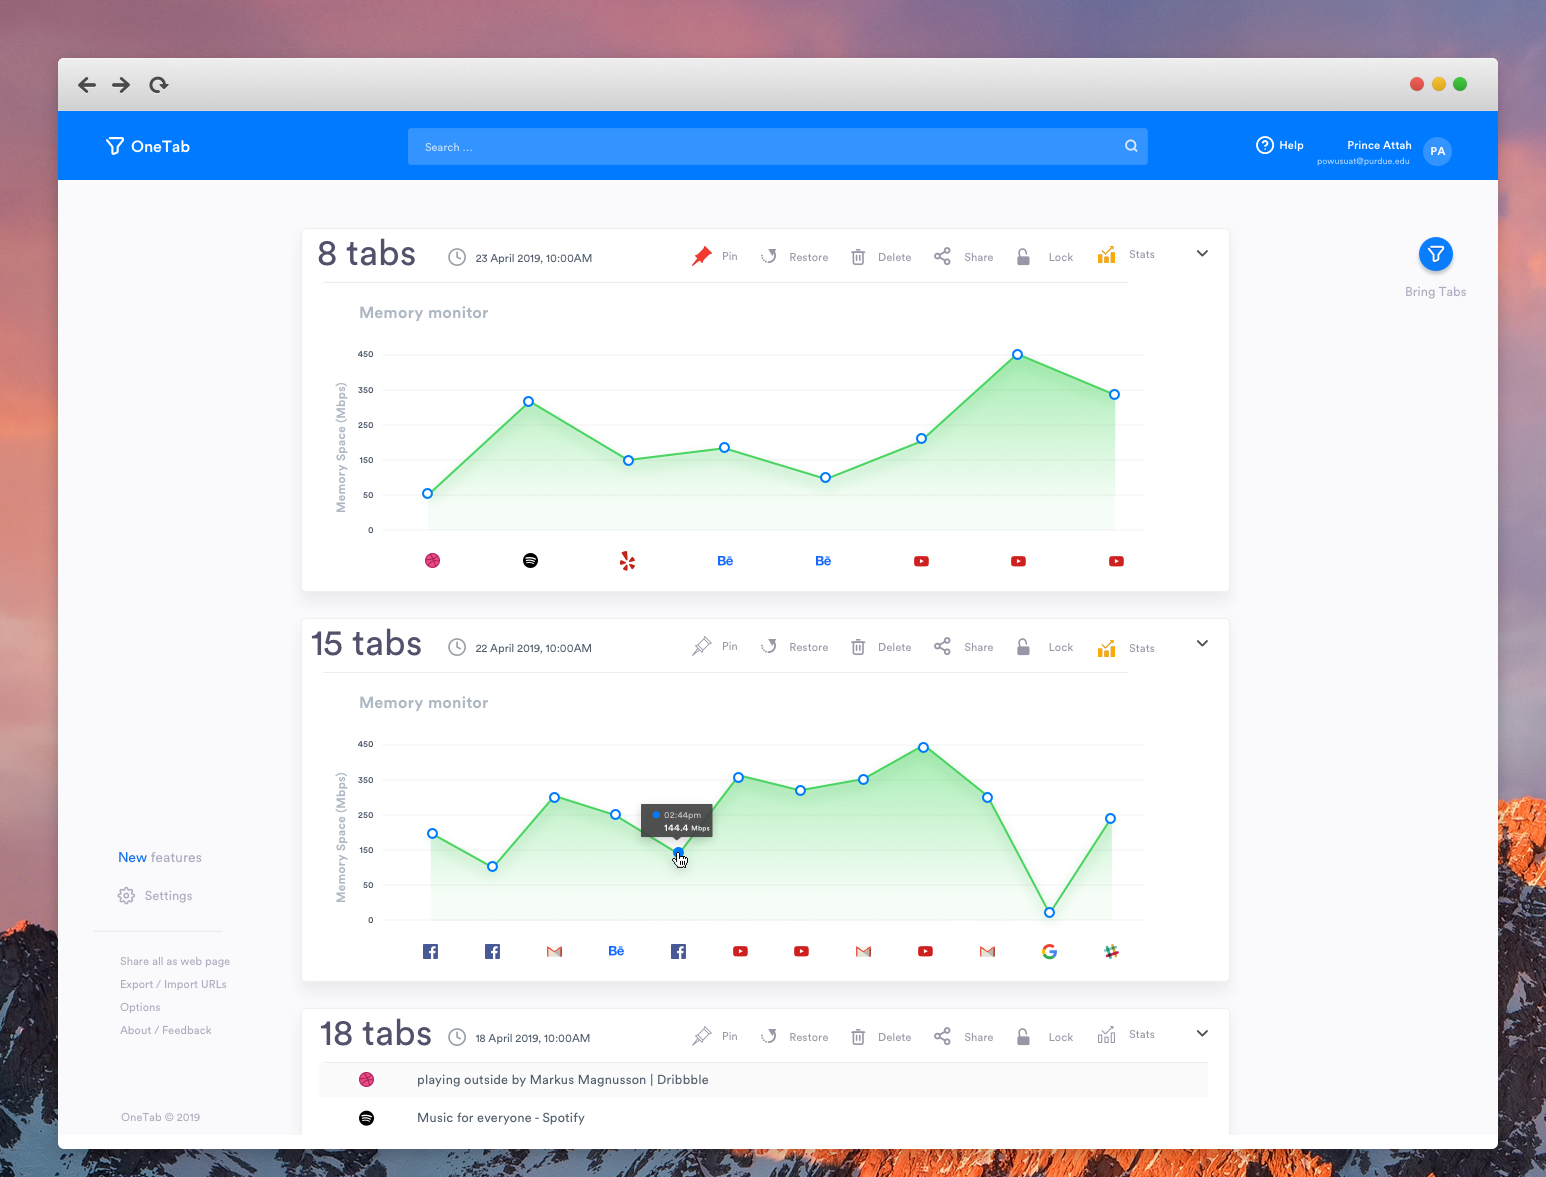 OneTab
Search ...
Help
Prince Attah
powusuat@purdue.edu
PA
8 tabs
23 April 2019, 10:00AM
Pin
Restore
Delete
Share
Lock
Stats
Bring Tabs
Memory monitor
Memory Space (Mbps)
450
350
250
150
50
0
Bē
Bē
15 tabs
22 April 2019, 10:00AM
Pin
Restore
Delete
Share
Lock
Stats
Memory monitor
Memory Space (Mbps)
450
350
250
150
50
0
02:44pm
144.4 Mbps
Bē
New features
Settings
Share all as web page
Export / Import URLs
Options
About / Feedback
OneTab © 2019
18 tabs
18 April 2019, 10:00AM
Pin
Restore
Delete
Share
Lock
Stats
playing outside by Markus Magnusson | Dribbble
Music for everyone - Spotify